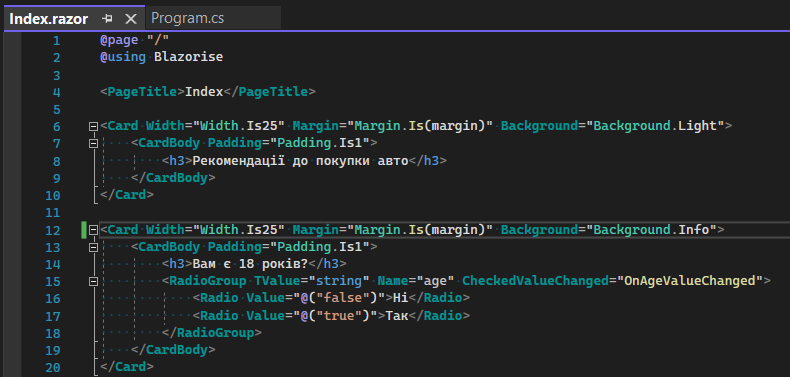 Index.razor Program.cs
1 @page "/"
2 @using Blazorise
3
4 <PageTitle>Index</PageTitle>
5
6 <Card Width="Width.Is25" Margin="Margin.Is(margin)" Background="Background.Light">
7 <CardBody Padding="Padding.Is1">
8 <h3>Рекомендації до покупки авто</h3>
9 </CardBody>
10 </Card>
11
12 <Card Width="Width.Is25" Margin="Margin.Is(margin)" Background="Background.Info">
13 <CardBody Padding="Padding.Is1">
14 <h3>Вам є 18 років?</h3>
15 <RadioGroup TValue="string" Name="age" CheckedValueChanged="OnAgeValueChanged">
16 <Radio Value="@("false")">Ні</Radio>
17 <Radio Value="@("true")">Так</Radio>
18 </RadioGroup>
19 </CardBody>
20 </Card>